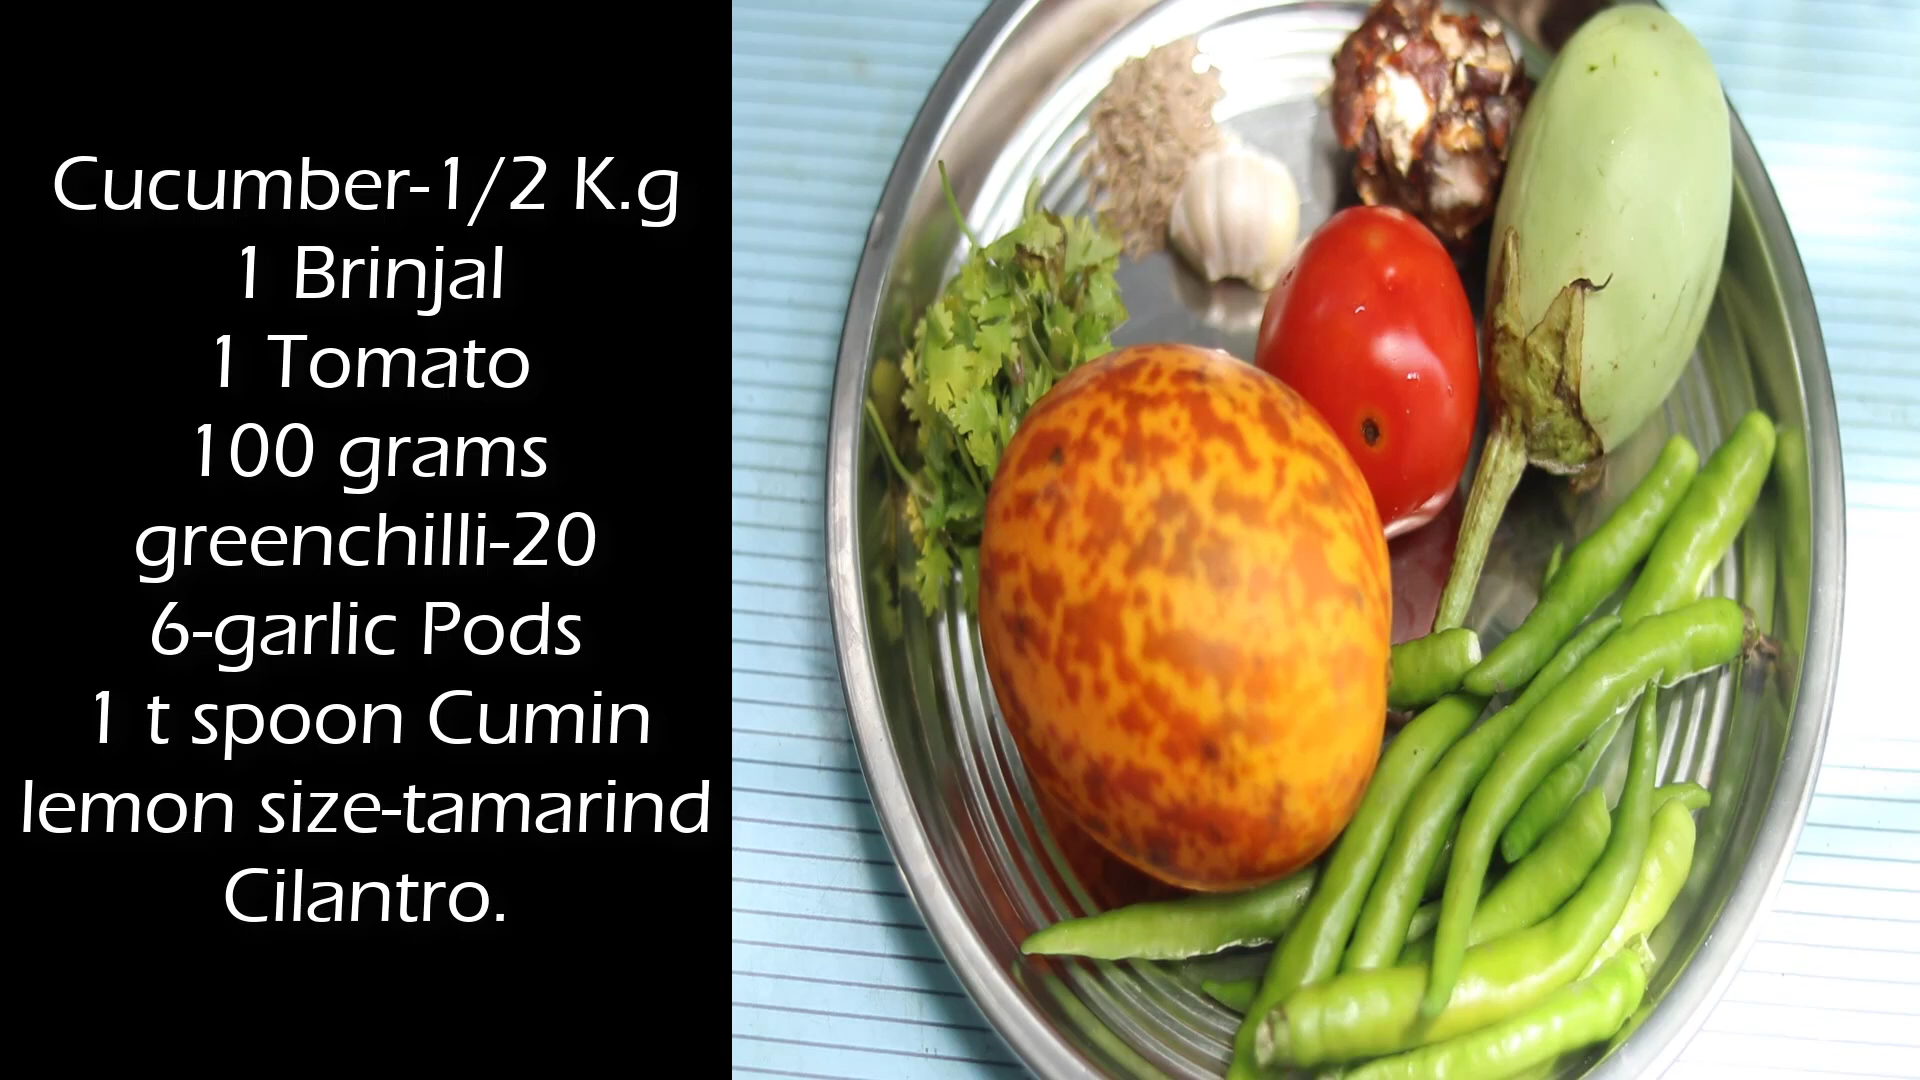 Cucumber-1/2 K.g
1 Brinjal
1 Tomato
100 grams
greenchilli-20
6-garlic Pods
1 t spoon Cumin
lemon size-tamarind
Cilantro.